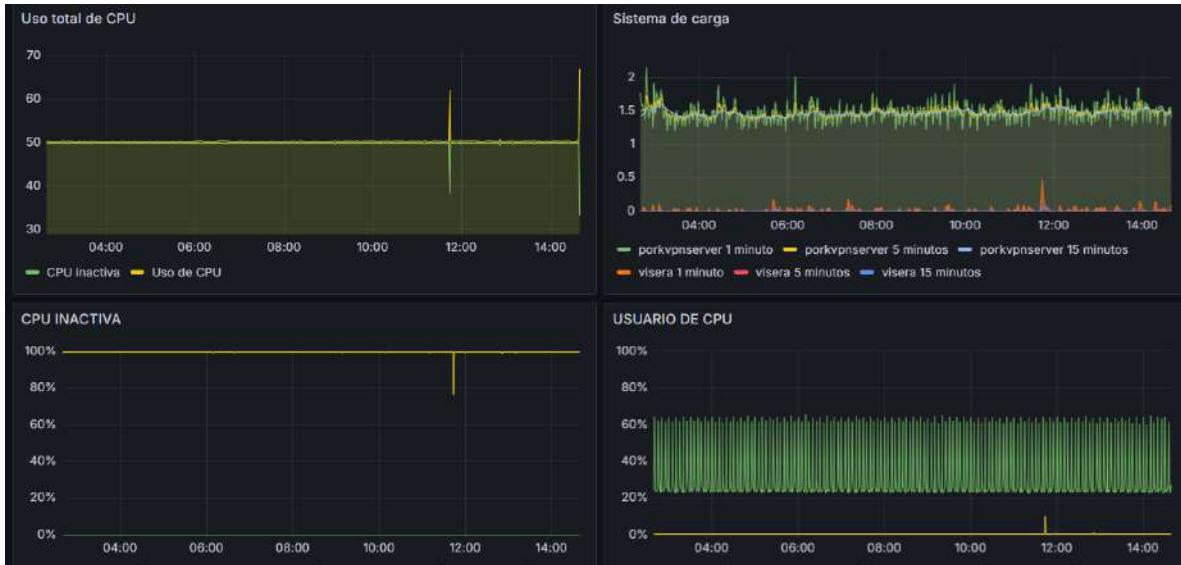 Uso total de CPU
70
60
50
40
30
04:00 06:00 08:00 10:00 12:00 14:00
CPU inactiva Uso de CPU
Sistema de carga
2
1.5
1
0.5
0
04:00 06:00 08:00 10:00 12:00 14:00
porkvpnserver 1 minuto porkvpnserver 5 minutos porkvpnserver 15 minutos
visera 1 minuto visera 5 minutos visera 15 minutos
CPU INACTIVA
100%
80%
60%
40%
20%
0%
04:00 06:00 08:00 10:00 12:00 14:00
USUARIO DE CPU
100%
80%
60%
40%
20%
0%
04:00 06:00 08:00 10:00 12:00 14:00